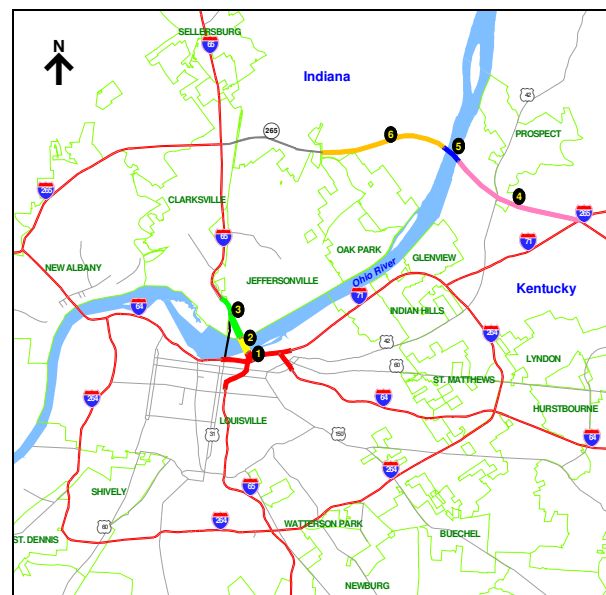 SELLERSBURG
65
N
Indiana
42
265
6
PROSPECT
5
265
CLARKSVILLE
4
265
65
OAK PARK
71
NEW ALBANY
GLENVIEW
JEFFERSONVILLE
Ohio River
Kentucky
64
3
71
INDIAN HILLS
264
2
42
1
LYNDON
60
ST. MATTHEWS
264
64
HURSTBOURNE
LOUISVILLE
31
150
64
264
65
SHIVELY
264
60
WATTERSON PARK
BUECHEL
ST. DENNIS
NEWBURG